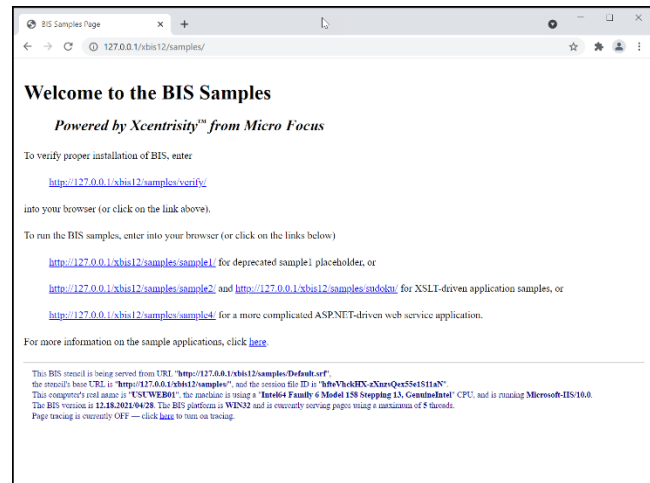 BIS Samples Page
127.0.0.1/xbis12/samples/
Welcome to the BIS Samples
Powered by Xcentrisity™ from Micro Focus
To verify proper installation of BIS, enter
http://127.0.0.1/xbis12/samples/verify/
into your browser (or click on the link above).
To run the BIS samples, enter into your browser (or click on the links below)
http://127.0.0.1/xbis12/samples/sample1/ for deprecated sample1 placeholder, or
http://127.0.0.1/xbis12/samples/sample2/ and http://127.0.0.1/xbis12/samples/sudoku/ for XSLT-driven application samples, or
http://127.0.0.1/xbis12/samples/sample4/ for a more complicated ASP.NET-driven web service application.
For more information on the sample applications, click here.
This BIS stencil is being served from URL "http://127.0.0.1/xbis12/samples/Default.srf",
the stencil's base URL is "http://127.0.0.1/xbis12/samples/", and the session file ID is
This computer's real name is "USUWEB01", the machine is using a "Intel64 Family 6 Model 158 Stepping 13, GenuineIntel" CPU, and is running Microsoft-IIS/10.0.
The BIS version is 12.18.2021/04/28. The BIS platform is WIN32 and is currently serving pages using a maximum of 5 threads.
Page tracing is currently OFF — click here to turn on tracing.